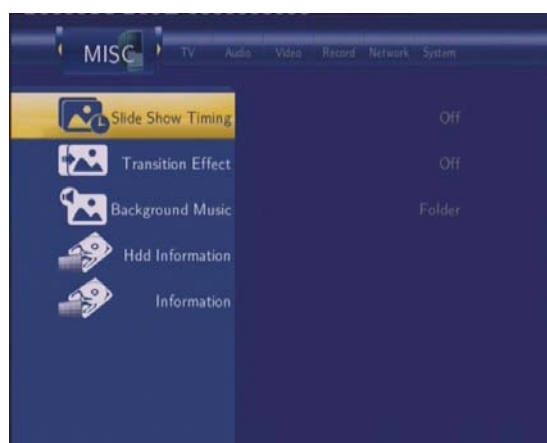 MISC TV Audio Video Record Network System
Slide Show Timing Off
Transition Effect Off
Background Music Folder
Hdd Information
Information